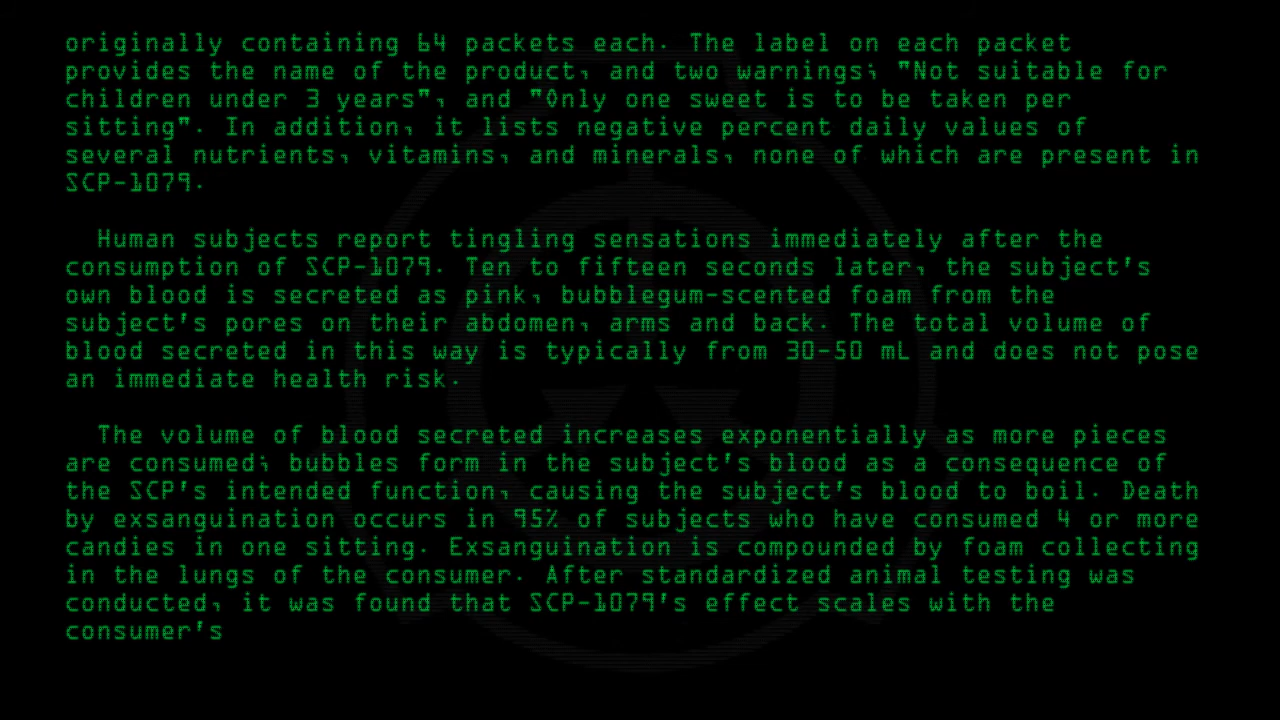 originally containing 64 packets each. The label on each packet
provides the name of the product, and two warnings; "Not suitable for
children under 3 years", and "Only one sweet is to be taken per
sitting". In addition, it lists negative percent daily values of
several nutrients, vitamins, and minerals, none of which are present in
SCP-1079.
Human subjects report tingling sensations immediately after the
consumption of SCP-1079. Ten to fifteen seconds later, the subject's
own blood is secreted as pink, bubblegum-scented foam from the
subject's pores on their abdomen, arms and back. The total volume of
blood secreted in this way is typically from 30-50 mL and does not pose
an immediate health risk.
The volume of blood secreted increases exponentially as more pieces
are consumed; bubbles form in the subject's blood as a consequence of
the SCP's intended function, causing the subject's blood to boil. Death
by exsanguination occurs in 95% of subjects who have consumed 4 or more
candies in one sitting. Exsanguination is compounded by foam collecting
in the lungs of the consumer. After standardized animal testing was
conducted, it was found that SCP-1079's effect scales with the
consumer's